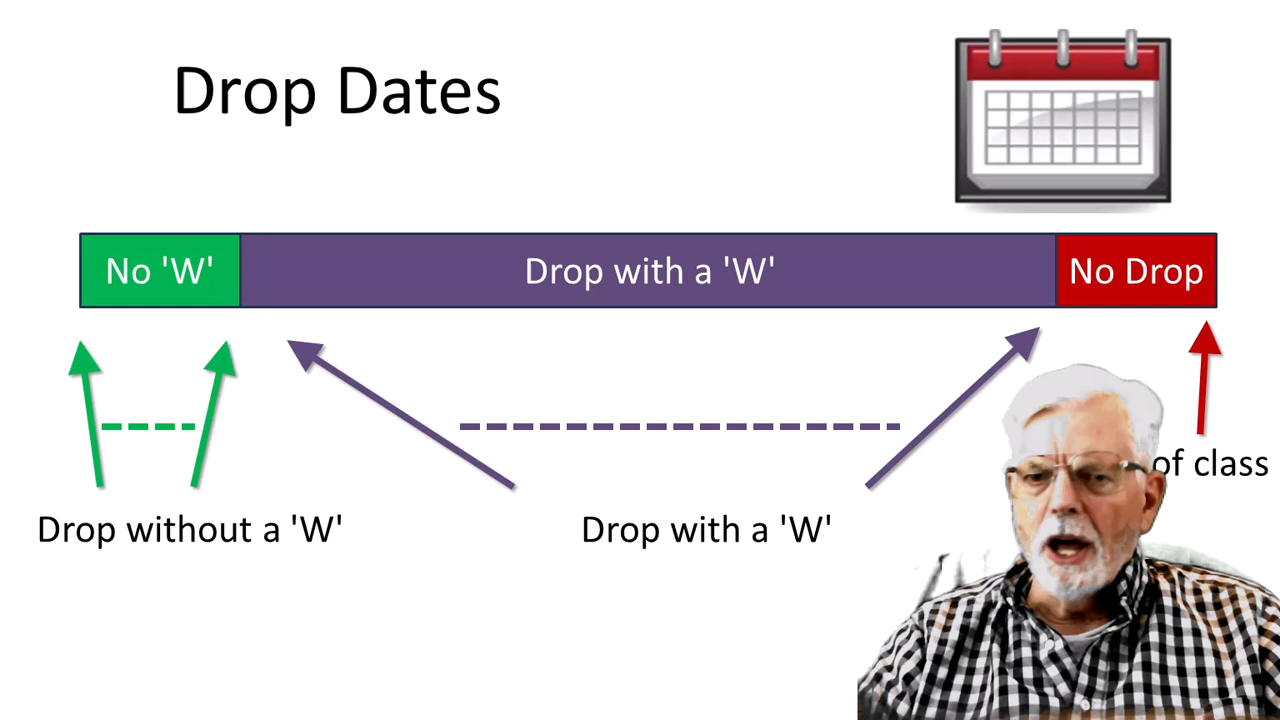 Drop Dates
No 'W'
Drop with a 'W'
No Drop
of class
Drop without a 'W'
Drop with a 'W'